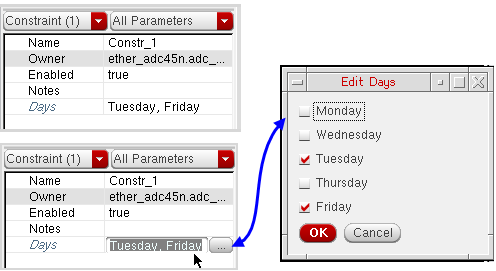 Constraint (1) All Parameters
Name Constr_1
Owner ether_adc45n.adc_...
Enabled true
Notes
Days Tuesday, Friday
Constraint (1) All Parameters
Name Constr_1
Owner ether_adc45n.adc_...
Enabled true
Notes
Days Tuesday, Friday ...
Edit Days
Monday
Wednesday
Tuesday
Thursday
Friday
OK Cancel